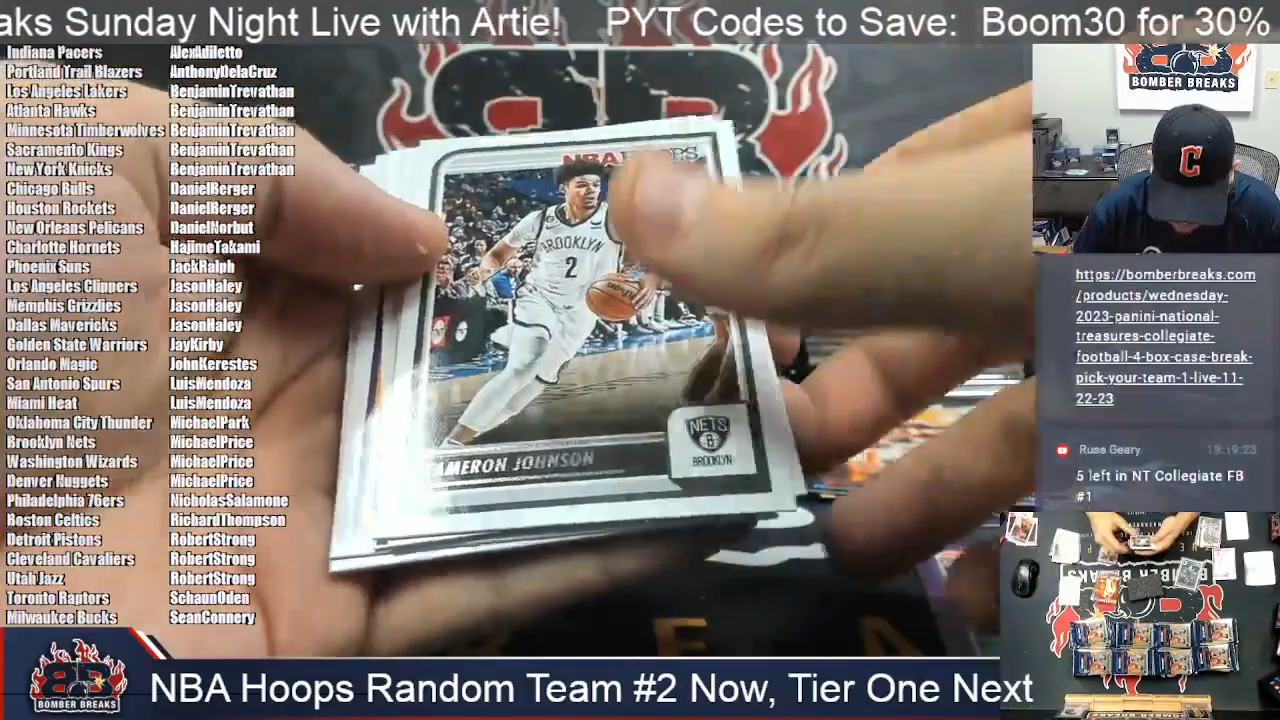 aks Sunday Night Live with Artie! PYT Codes to Save: Boom30 for 30%
Indiana Pacers AlexAdiletto
Portland Trail Blazers AnthonyDelaCruz
Los Angeles Lakers BenjaminTrevathan
Atlanta Hawks BenjaminTrevathan
Minnesota Timberwolves BenjaminTrevathan
Sacramento Kings BenjaminTrevathan
New York Knicks BenjaminTrevathan
Chicago Bulls DanielBerger
Houston Rockets DanielBerger
New Orleans Pelicans DanielNorbut
Charlotte Hornets HajimeTakami
Phoenix Suns JackRalph
Los Angeles Clippers JasonHaley
Memphis Grizzlies JasonHaley
Dallas Mavericks JasonHaley
Golden State Warriors JayKirby
Orlando Magic JohnKerestes
San Antonio Spurs LuisMendoza
Miami Heat LuisMendoza
Oklahoma City Thunder MichaelPark
Brooklyn Nets MichaelPrice
Washington Wizards MichaelPrice
Denver Nuggets MichaelPrice
Philadelphia 76ers NicholasSalamone
Boston Celtics RichardThompson
Detroit Pistons RobertStrong
Cleveland Cavaliers RobertStrong
Utah Jazz RobertStrong
Toronto Raptors SchaunOden
Milwaukee Bucks SeanConnery
NBA
BROOKLYN
2
AMERON JOHNSON
NETS
B
BROOKLYN
BOMBER BREAKS
C
https://bomberbreaks.com
/products/wednesday-
2023-panini-national-
treasures-collegiate-
football-4-box-case-break-
pick-your-team-1-live-11-
22-23
Russ Geary 19:19:23
5 left in NT Collegiate FB
#1
BOMBER BREAKS
NBA Hoops Random Team #2 Now, Tier One Next